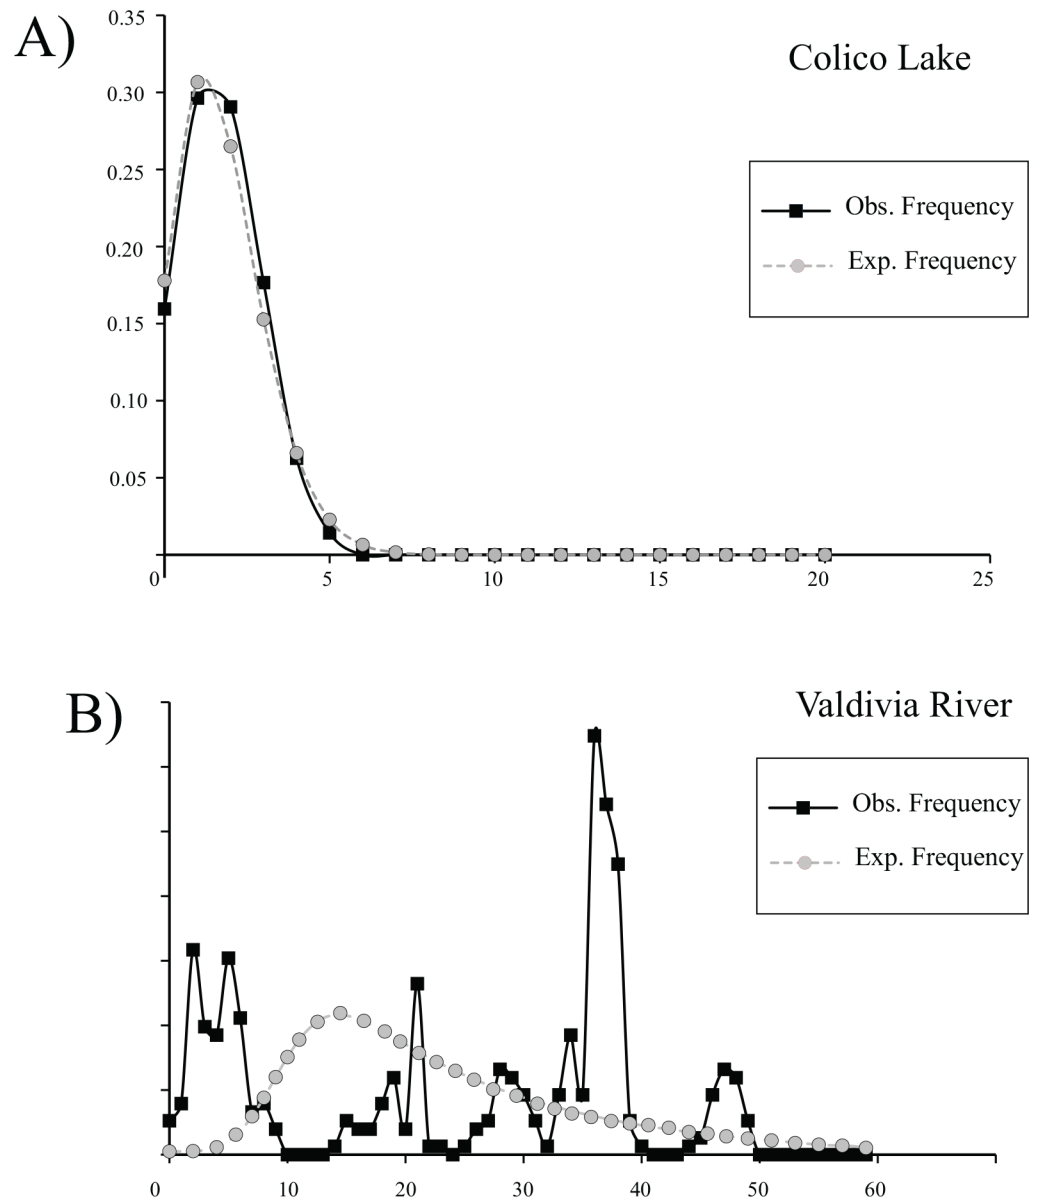 A)
Colico Lake
0.35
0.30
0.25
0.20
0.15
0.10
0.05
Obs. Frequency
Exp. Frequency
0 5 10 15 20 25
B)
Valdivia River
Obs. Frequency
Exp. Frequency
0 10 20 30 40 50 60